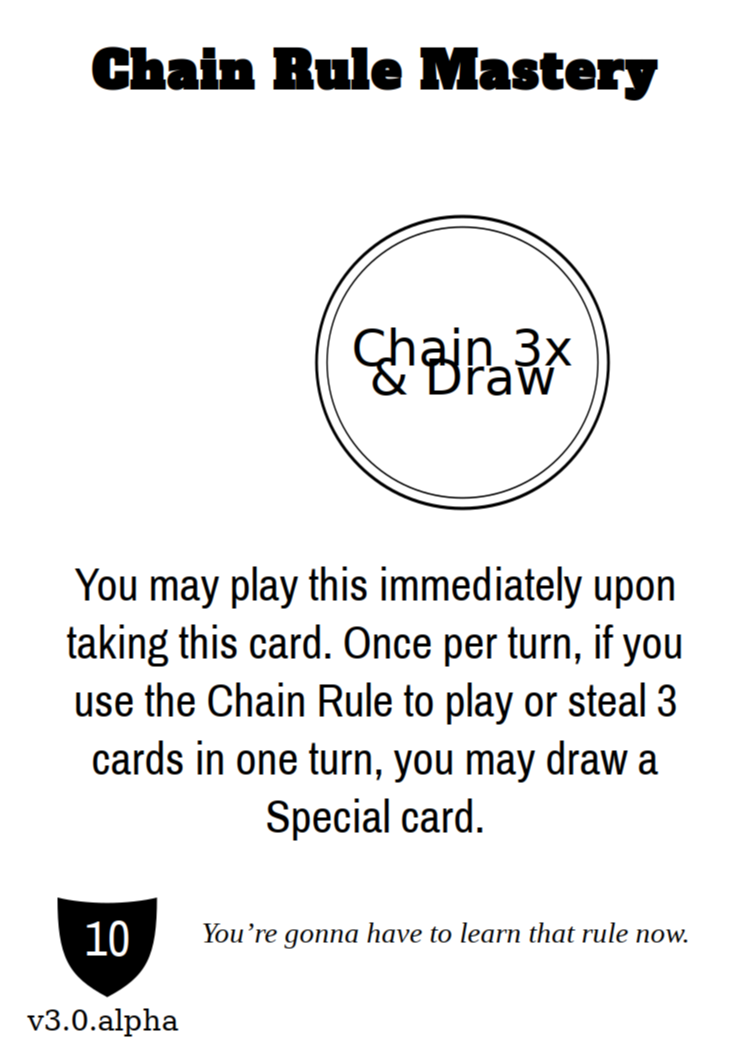 Chain Rule Mastery
Chain 3x
& Draw
You may play this immediately upon
taking this card. Once per turn, if you
use the Chain Rule to play or steal 3
cards in one turn, you may draw a
Special card.
10
You’re gonna have to learn that rule now.
v3.0.alpha